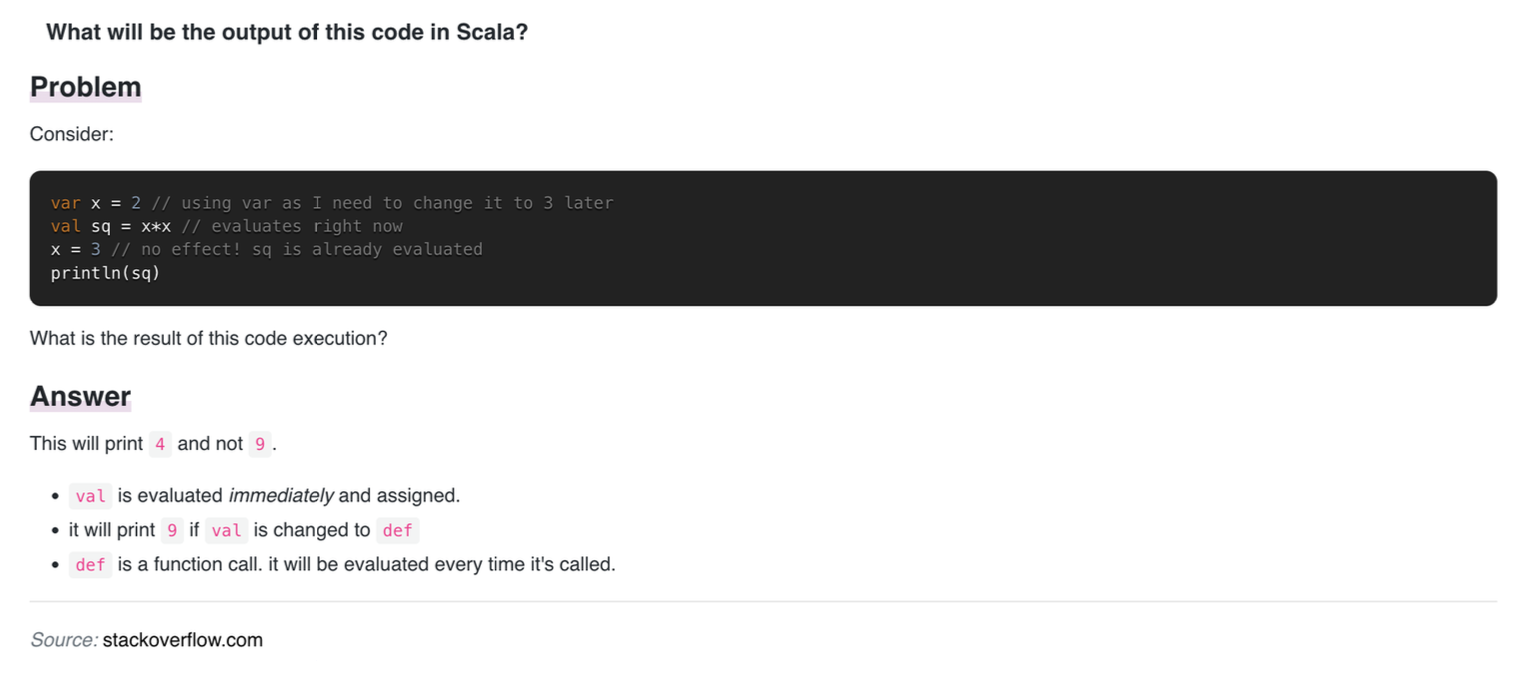 What will be the output of this code in Scala?
Problem
Consider:
var x = 2 // using var as I need to change it to 3 later
val sq = x*x // evaluates right now
x = 3 // no effect! sq is already evaluated
println(sq)
What is the result of this code execution?
Answer
This will print 4 and not 9.
• val is evaluated immediately and assigned.
• it will print 9 if val is changed to def
• def is a function call. it will be evaluated every time it's called.
Source: stackoverflow.com